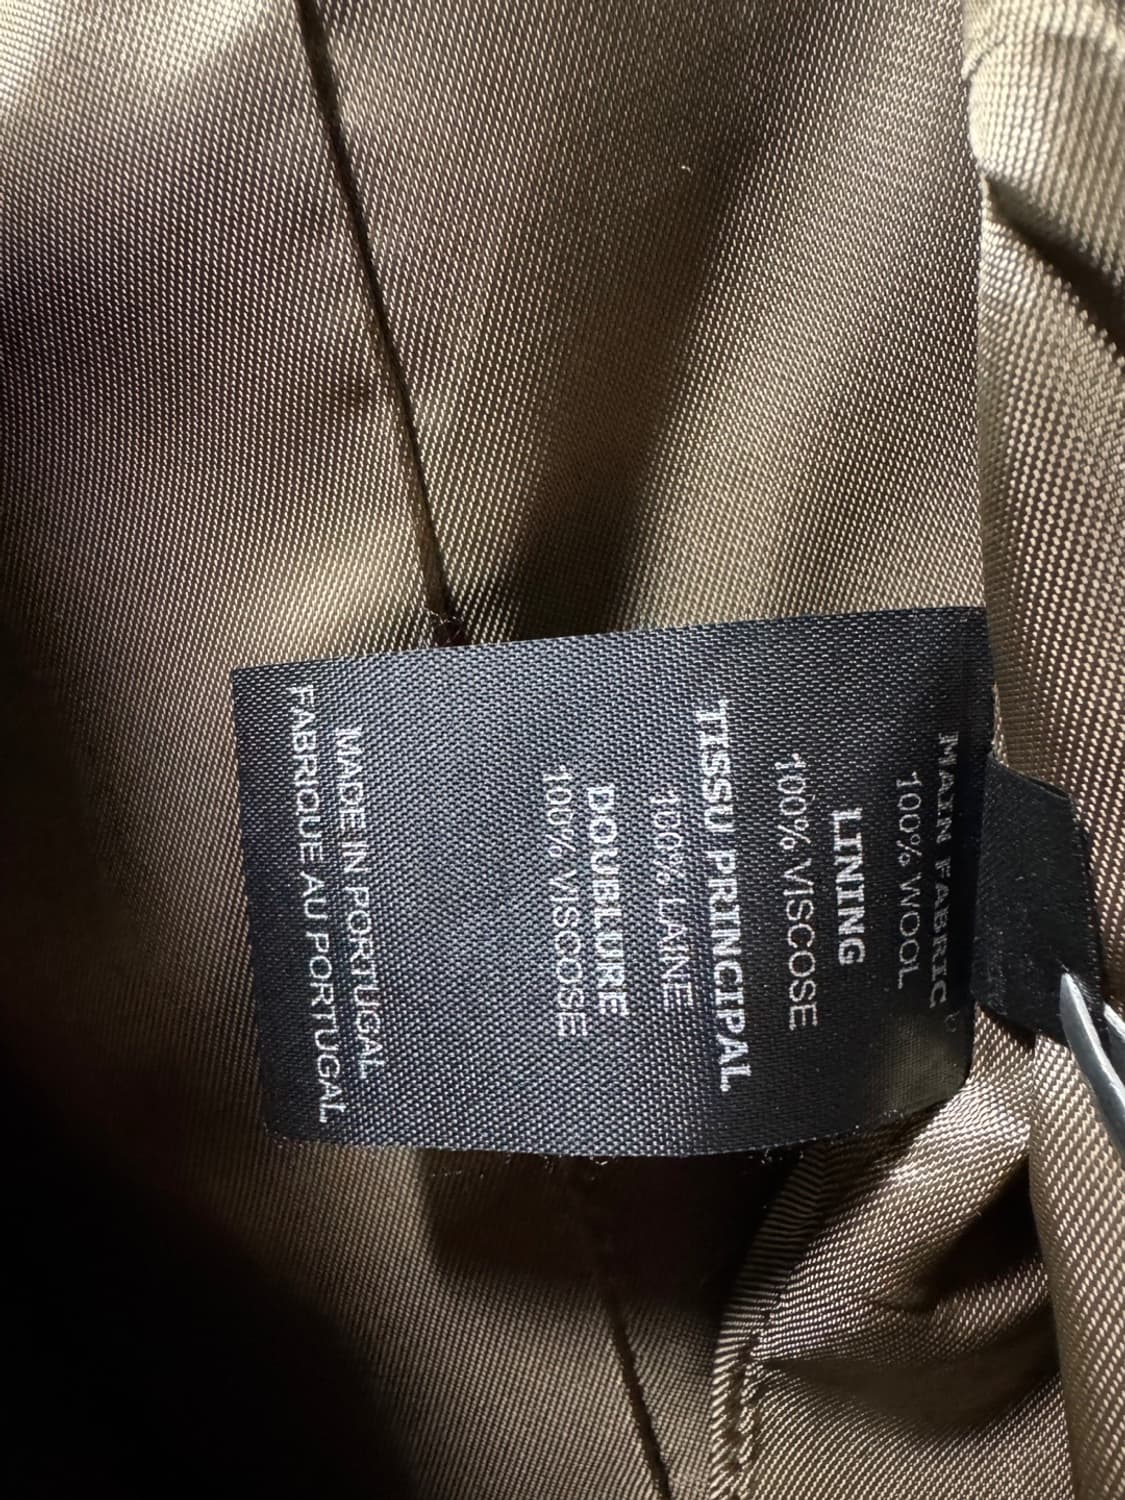 MAIN FABRIC
100% WOOL
LINING
100% VISCOSE
TISSU PRINCIPAL
100% LAINE
DOUBLURE
100% VISCOSE
MADE IN PORTUGAL
FABRIQUE AU PORTUGAL